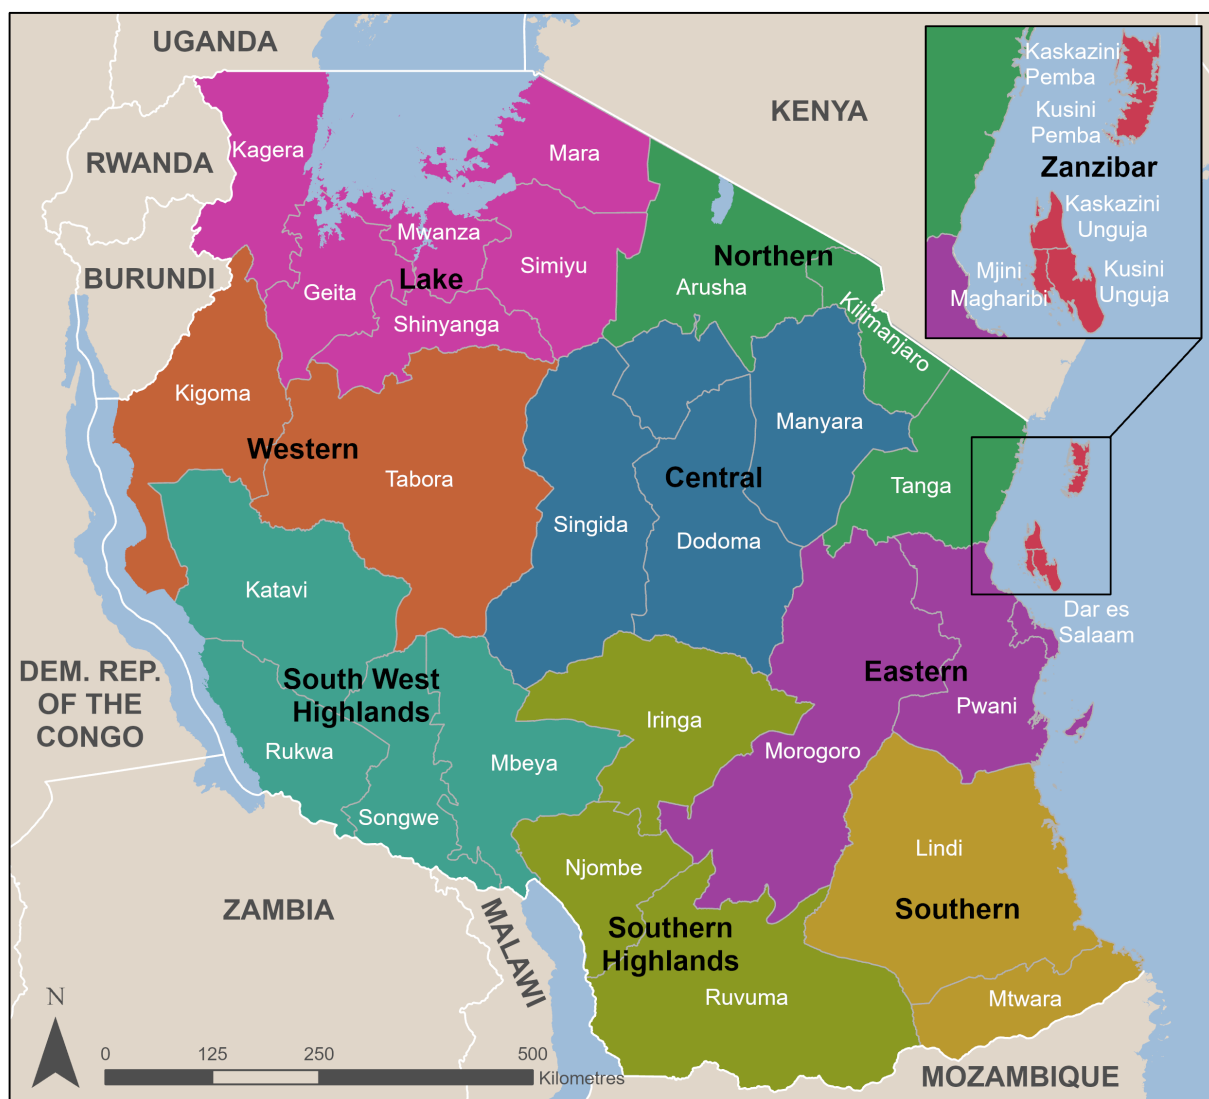 UGANDA
KENYA
RWANDA
BURUNDI
DEM. REP.
OF THE
CONGO
ZAMBIA
MALAWI
MOZAMBIQUE
Kagera
Mara
Mwanza
Lake
Simiyu
Geita
Shinyanga
Northern
Arusha
Kilimanjaro
Tanga
Kigoma
Western
Tabora
Manyara
Central
Singida
Dodoma
Katavi
South West
Highlands
Rukwa
Mbeya
Songwe
Iringa
Njombe
Southern
Highlands
Ruvuma
Eastern
Pwani
Morogoro
Dar es
Salaam
Lindi
Southern
Mtwara
Kaskazini
Pemba
Kusini
Pemba
Zanzibar
Kaskazini
Unguja
Mjini
Magharibi
Kusini
Unguja
N
0 125 250 500
Kilometres